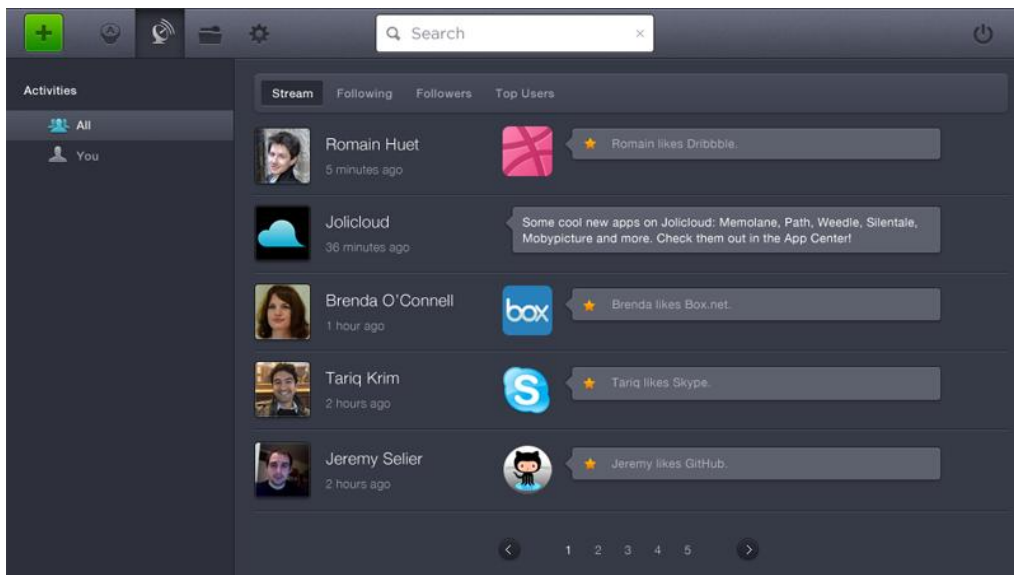 Search
Activities
All
You
Stream Following Followers Top Users
Romain Huet
5 minutes ago
Romain likes Dribbble.
Jolicloud
36 minutes ago
Some cool new apps on Jolicloud: Memolane, Path, Weedle, Silentale,
Mobypicture and more. Check them out in the App Center!
Brenda O'Connell
1 hour ago
box
Brenda likes Box.net.
Tariq Krim
2 hours ago
S
Tariq likes Skype.
Jeremy Selier
2 hours ago
Jeremy likes GitHub.
1 2 3 4 5